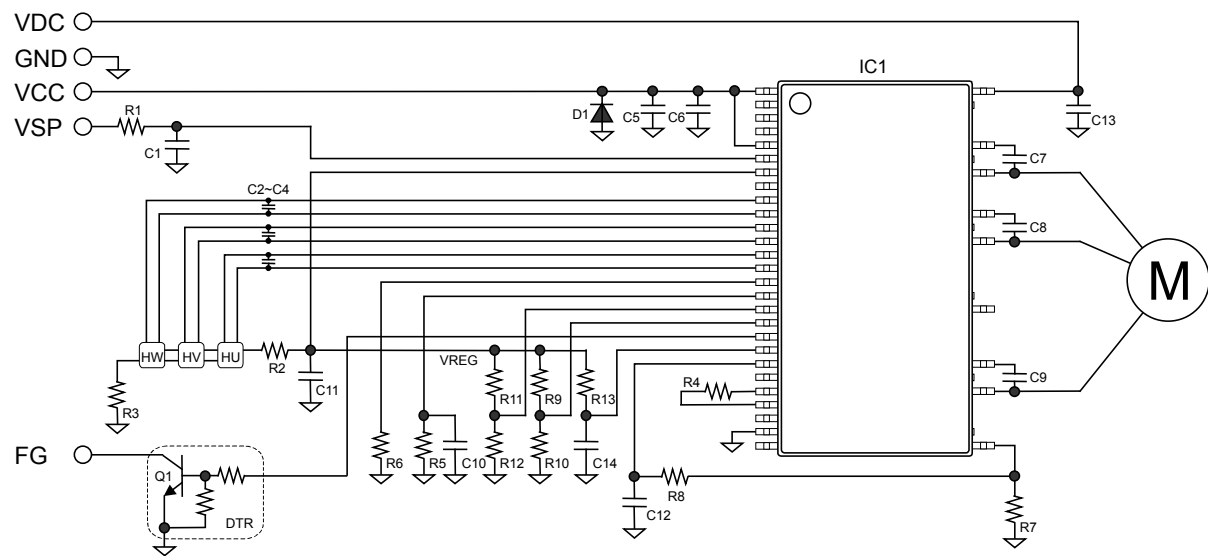 VDC
GND
VCC
VSP
R1
C1
D1
C5
C6
IC1
C13
C7
C2~C4
C8
M
HW
HV
HU
R2
VREG
C11
R11
R9
R13
R4
C9
R3
FG
R6
R5
C10
R12
R10
C14
Q1
DTR
R8
C12
R7